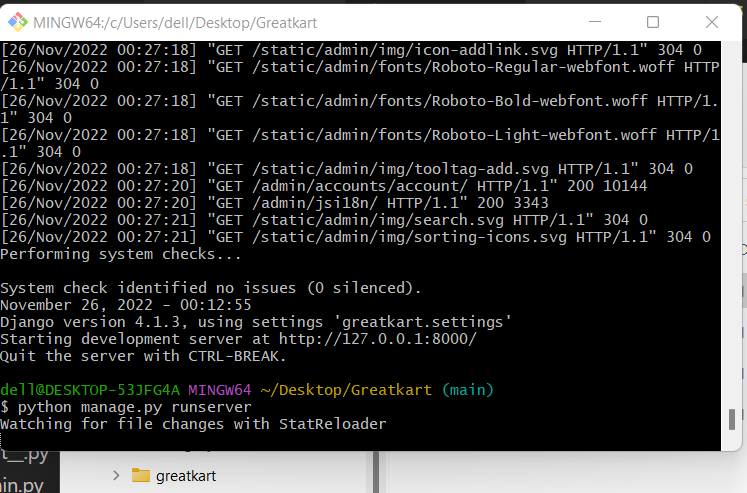 MINGW64:/c/Users/dell/Desktop/Greatkart
[26/Nov/2022 00:27:18] "GET /static/admin/img/icon-addlink.svg HTTP/1.1" 304 0
[26/Nov/2022 00:27:18] "GET /static/admin/fonts/Roboto-Regular-webfont.woff HTTP
/1.1" 304 0
[26/Nov/2022 00:27:18] "GET /static/admin/fonts/Roboto-Bold-webfont.woff HTTP/1.
1" 304 0
[26/Nov/2022 00:27:18] "GET /static/admin/fonts/Roboto-Light-webfont.woff HTTP/1
.1" 304 0
[26/Nov/2022 00:27:18] "GET /static/admin/img/tooltag-add.svg HTTP/1.1" 304 0
[26/Nov/2022 00:27:20] "GET /admin/accounts/account/ HTTP/1.1" 200 10144
[26/Nov/2022 00:27:20] "GET /admin/jsi18n/ HTTP/1.1" 200 3343
[26/Nov/2022 00:27:21] "GET /static/admin/img/search.svg HTTP/1.1" 304 0
[26/Nov/2022 00:27:21] "GET /static/admin/img/sorting-icons.svg HTTP/1.1" 304 0
Performing system checks...
System check identified no issues (0 silenced).
November 26, 2022 - 00:12:55
Django version 4.1.3, using settings 'greatkart.settings'
Starting development server at http://127.0.0.1:8000/
Quit the server with CTRL-BREAK.
dell@DESKTOP-53JFG4A MINGW64 ~/Desktop/Greatkart (main)
$ python manage.py runserver
Watching for file changes with StatReloader
t__.py
greatkart
in.py